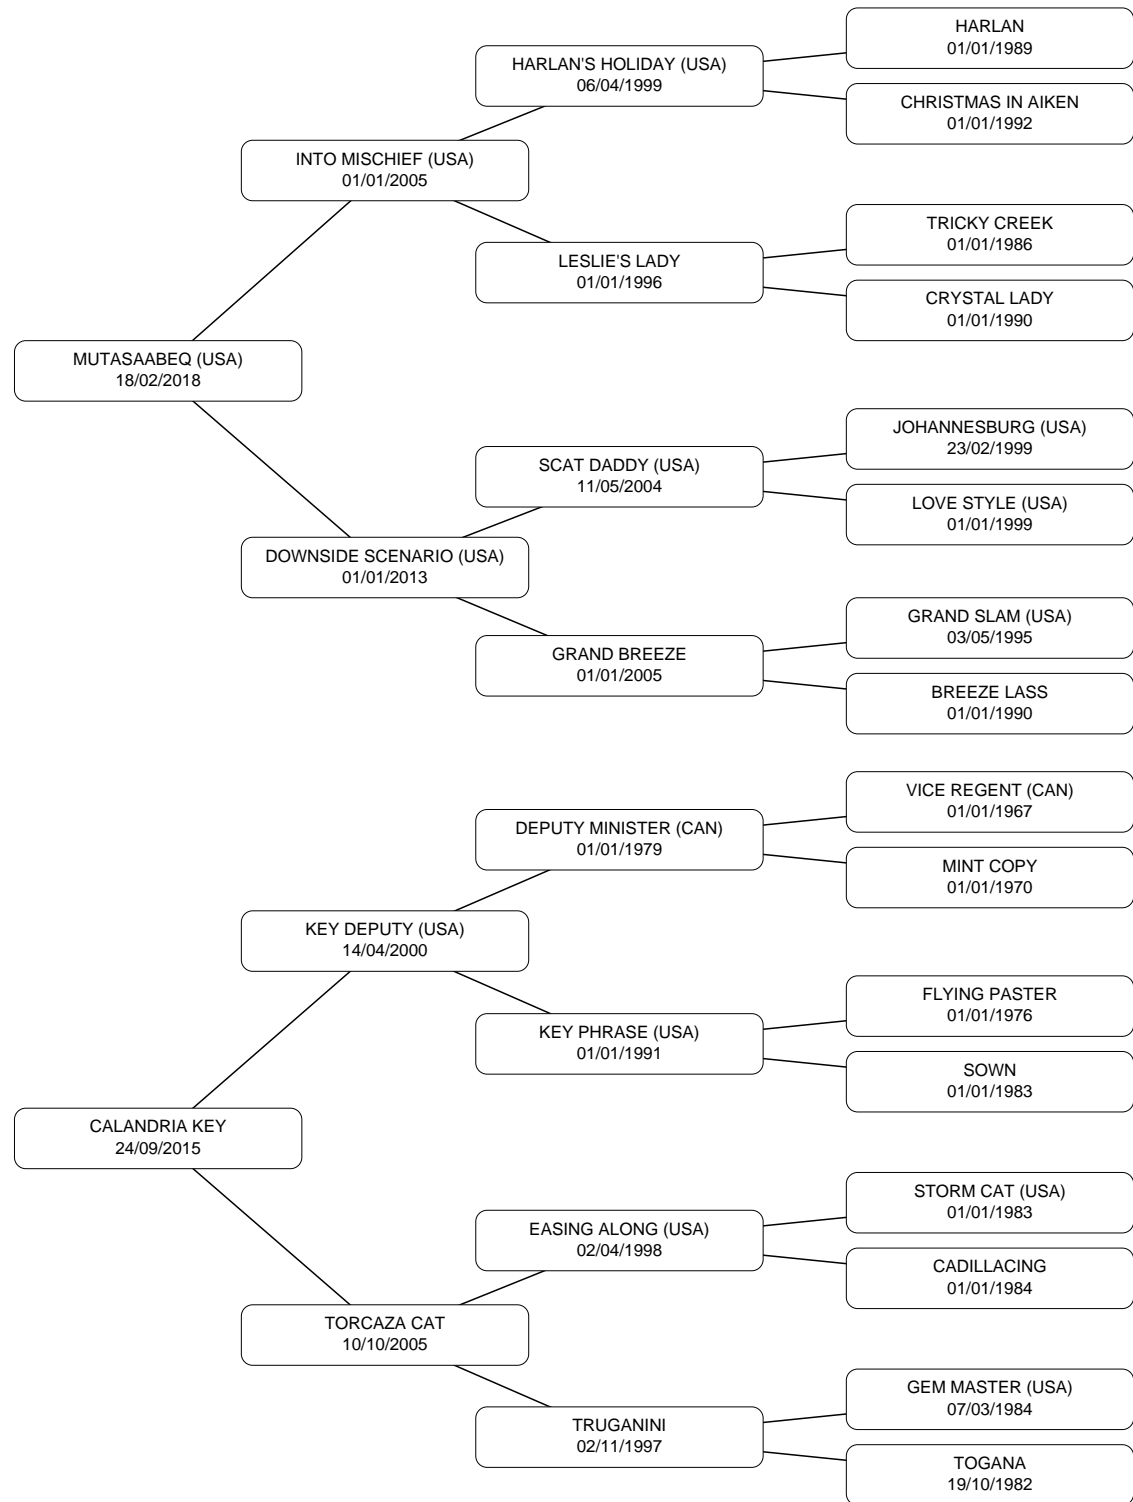 HARLAN
01/01/1989
HARLAN'S HOLIDAY (USA)
06/04/1999
CHRISTMAS IN AIKEN
01/01/1992
INTO MISCHIEF (USA)
01/01/2005
TRICKY CREEK
01/01/1986
LESLIE'S LADY
01/01/1996
CRYSTAL LADY
01/01/1990
MUTASAABEQ (USA)
18/02/2018
JOHANNESBURG (USA)
23/02/1999
SCAT DADDY (USA)
11/05/2004
LOVE STYLE (USA)
01/01/1999
DOWNSIDE SCENARIO (USA)
01/01/2013
GRAND SLAM (USA)
03/05/1995
GRAND BREEZE
01/01/2005
BREEZE LASS
01/01/1990
VICE REGENT (CAN)
01/01/1967
DEPUTY MINISTER (CAN)
01/01/1979
MINT COPY
01/01/1970
KEY DEPUTY (USA)
14/04/2000
FLYING PASTER
01/01/1976
KEY PHRASE (USA)
01/01/1991
SOWN
01/01/1983
CALANDRIA KEY
24/09/2015
STORM CAT (USA)
01/01/1983
EASING ALONG (USA)
02/04/1998
CADILLACING
01/01/1984
TORCAZA CAT
10/10/2005
GEM MASTER (USA)
07/03/1984
TRUGANINI
02/11/1997
TOGANA
19/10/1982